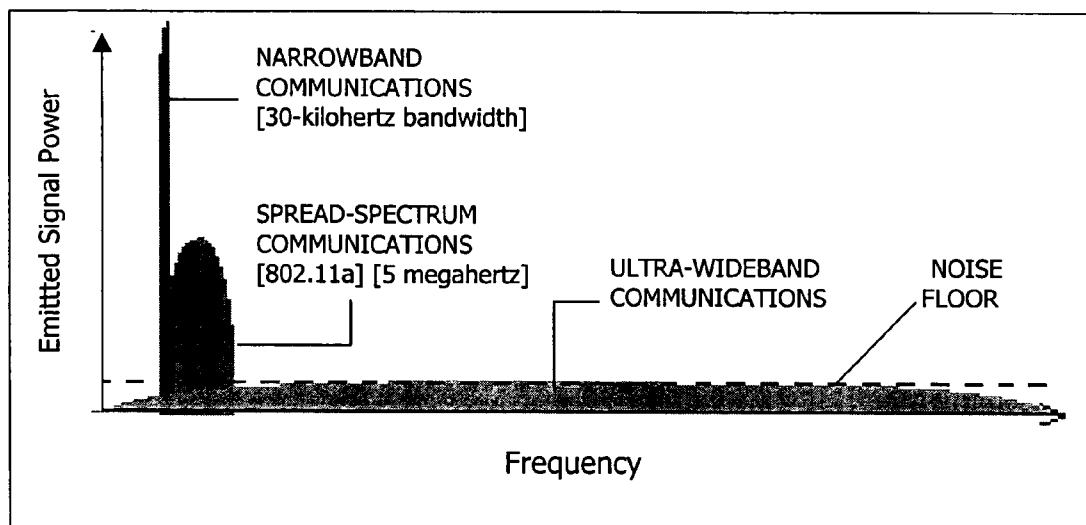 NARROWBAND
COMMUNICATIONS
[30-kilohertz bandwidth]
Emitttted Signal Power
SPREAD-SPECTRUM
COMMUNICATIONS
[802.11a] [5 megahertz]
ULTRA-WIDEBAND
COMMUNICATIONS
NOISE
FLOOR
Frequency